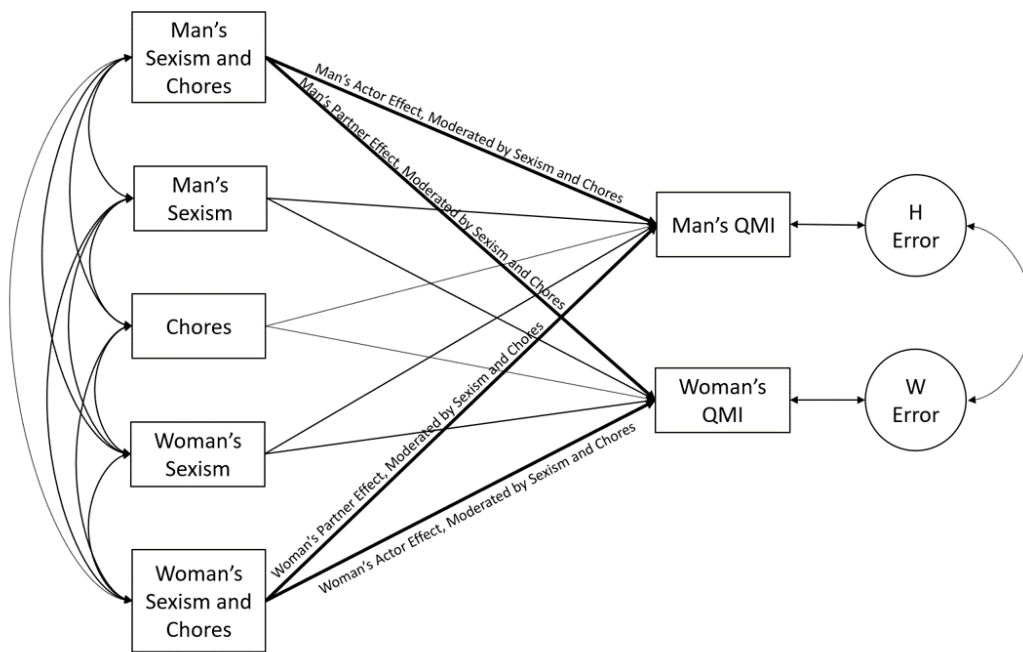 Man's
Sexism and
Chores
Man's Actor Effect, Moderated by Sexism and Chores
Man's Partner Effect, Moderated by Sexism and Chores
Man's
Sexism
Man's QMI
H
Error
Chores
Woman's
Sexism
Woman's
QMI
W
Error
Woman's Partner Effect, Moderated by Sexism and Chores
Woman's Actor Effect, Moderated by Sexism and Chores
Woman's
Sexism and
Chores